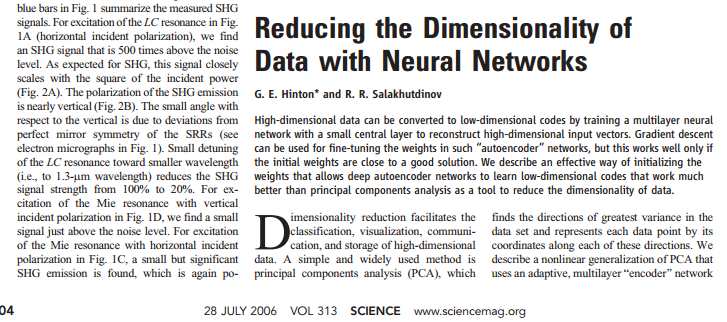 blue bars in Fig. 1 summarize the measured SHG
signals. For excitation of the LC resonance in Fig.
1A (horizontal incident polarization), we find
an SHG signal that is 500 times above the noise
level. As expected for SHG, this signal closely
scales with the square of the incident power
(Fig. 2A). The polarization of the SHG emission
is nearly vertical (Fig. 2B). The small angle with
respect to the vertical is due to deviations from
perfect mirror symmetry of the SRRs (see
electron micrographs in Fig. 1). Small detuning
of the LC resonance toward smaller wavelength
(i.e., to 1.3-μm wavelength) reduces the SHG
signal strength from 100% to 20%. For ex-
citation of the Mie resonance with vertical
incident polarization in Fig. 1D, we find a small
signal just above the noise level. For excitation
of the Mie resonance with horizontal incident
polarization in Fig. 1C, a small but significant
SHG emission is found, which is again po-
Reducing the Dimensionality of
Data with Neural Networks
G. E. Hinton* and R. R. Salakhutdinov
High-dimensional data can be converted to low-dimensional codes by training a multilayer neural
network with a small central layer to reconstruct high-dimensional input vectors. Gradient descent
can be used for fine-tuning the weights in such "autoencoder" networks, but this works well only if
the initial weights are close to a good solution. We describe an effective way of initializing the
weights that allows deep autoencoder networks to learn low-dimensional codes that work much
better than principal components analysis as a tool to reduce the dimensionality of data.
Dimensionality reduction facilitates the
classification, visualization, communi-
cation, and storage of high-dimensional
data. A simple and widely used method is
principal components analysis (PCA), which
finds the directions of greatest variance in the
data set and represents each data point by its
coordinates along each of these directions. We
describe a nonlinear generalization of PCA that
uses an adaptive, multilayer "encoder" network
04
28 JULY 2006 VOL 313 SCIENCE www.sciencemag.org